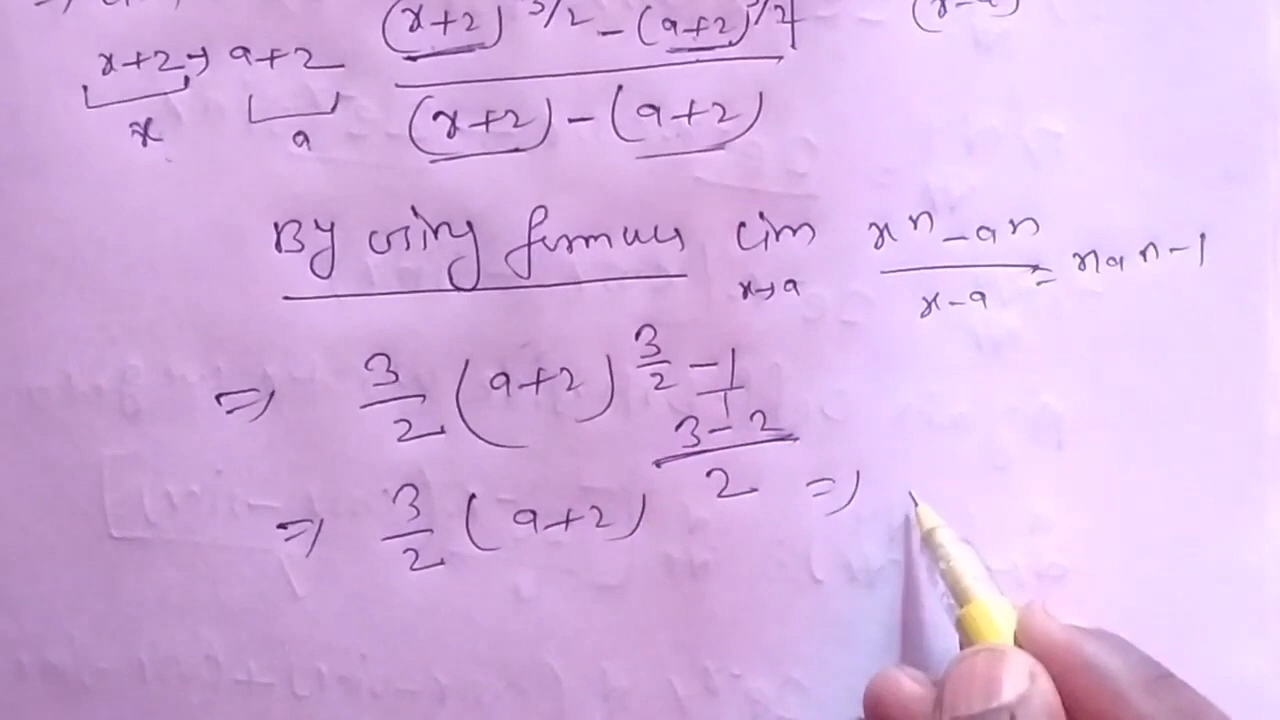 (x+2)^3/2 - (a+2)^3/2
x+2→a+2
(x+2) - (a+2)
x a
By using lim x^n - a^n
x→a x-a = na^n-1
=> 3/2 (a+2)^3/2 - 1/1
=> 3/2 (a+2)^3-2/2 =>